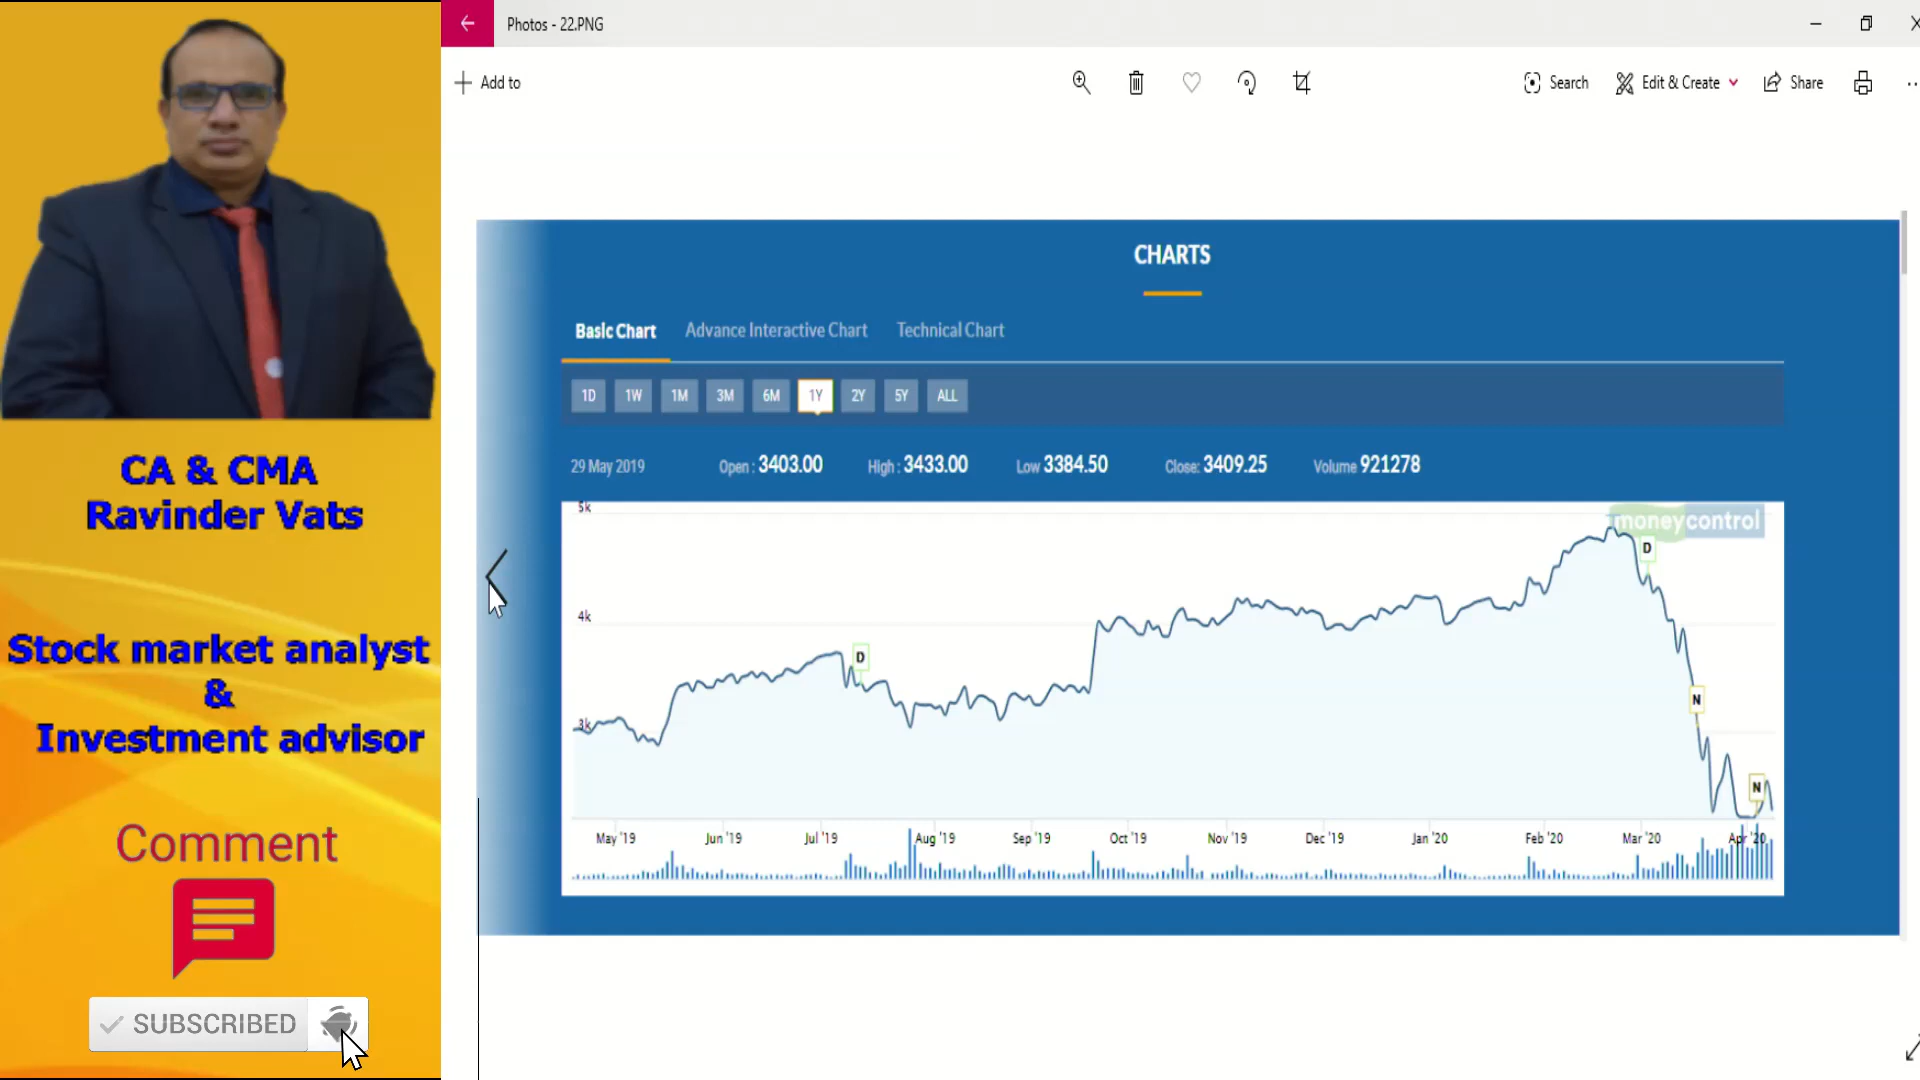 Photos - 22.PNG
Add to
Search
Edit & Create
Share
CA & CMA
Ravinder Vats
Stock market analyst
&
Investment advisor
Comment
SUBSCRIBED
CHARTS
Basic Chart Advance Interactive Chart Technical Chart
1D 1W 1M 3M 6M 1Y 2Y 5Y ALL
29 May 2019 Open : 3403.00 High : 3433.00 Low 3384.50 Close: 3409.25 Volume 921278
5k
moneycontrol
D
4k
D
N
3k
N
May '19 Jun '19 Jul '19 Aug '19 Sep '19 Oct '19 Nov '19 Dec '19 Jan '20 Feb '20 Mar '20 Apr '20